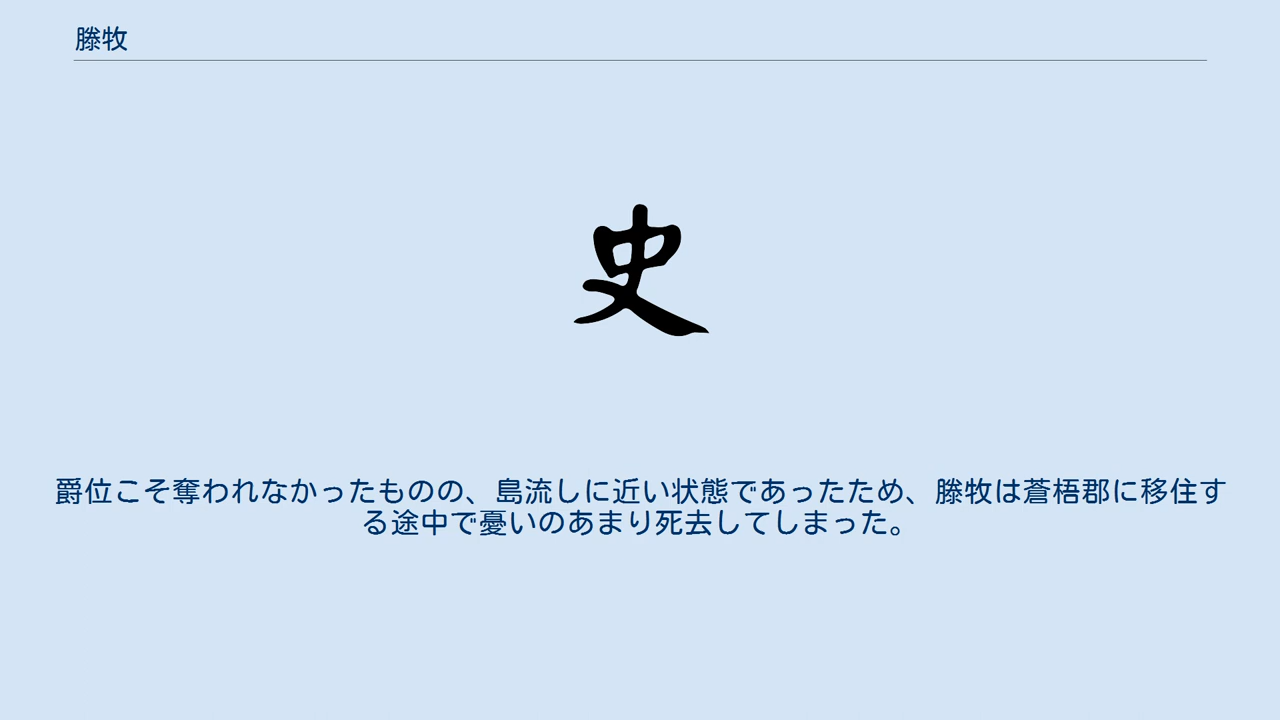 滕牧
史
爵位こそ奪われなかったものの、島流しに近い状態であったため、滕牧は蒼梧郡に移住す
る途中で憂いのあまり死去してしまった。